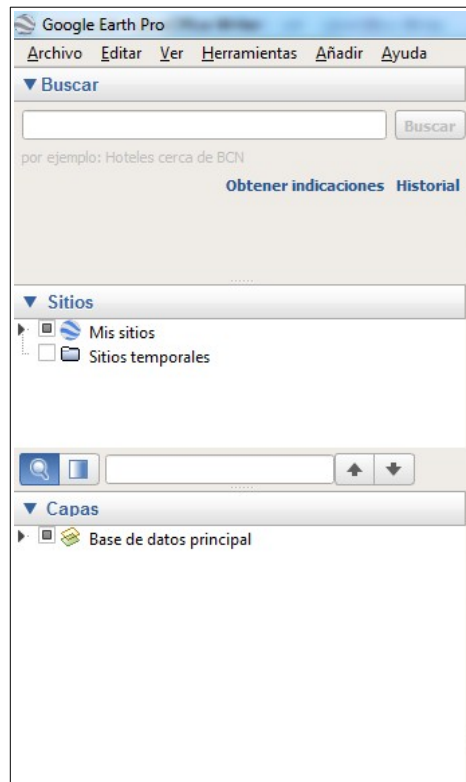 Google Earth Pro
Archivo Editar Ver Herramientas Añadir Ayuda
Buscar
Buscar
por ejemplo: Hoteles cerca de BCN
Obtener indicaciones Historial
Sitios
Mis sitios
Sitios temporales
Capas
Base de datos principal